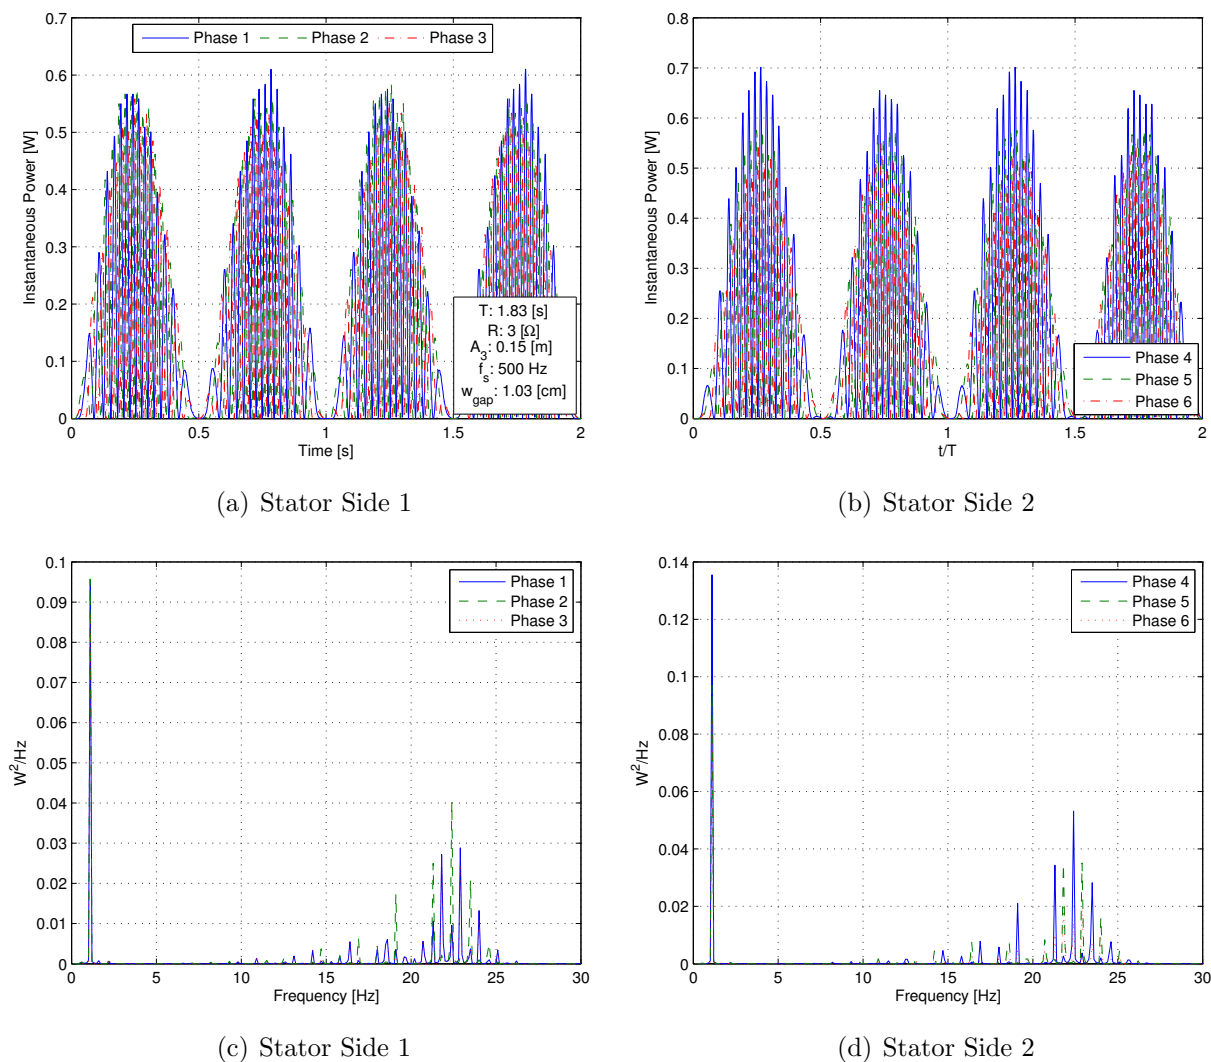 Phase 1 Phase 2 Phase 3
Instantaneous Power [W]
0.7
0.6
0.5
0.4
0.3
0.2
0.1
0
0 0.5 1 1.5 2
Time [s]
T: 1.83 [s]
R: 3 [Ω]
A3: 0.15 [m]
fs: 500 Hz
wgap: 1.03 [cm]
(a) Stator Side 1
Instantaneous Power [W]
0.8
0.7
0.6
0.5
0.4
0.3
0.2
0.1
0
0 0.5 1 1.5 2
t/T
Phase 4
Phase 5
Phase 6
(b) Stator Side 2
W2/Hz
0.1
0.09
0.08
0.07
0.06
0.05
0.04
0.03
0.02
0.01
0
0 5 10 15 20 25 30
Frequency [Hz]
Phase 1
Phase 2
Phase 3
(c) Stator Side 1
W2/Hz
0.14
0.12
0.1
0.08
0.06
0.04
0.02
0
0 5 10 15 20 25 30
Frequency [Hz]
Phase 4
Phase 5
Phase 6
(d) Stator Side 2